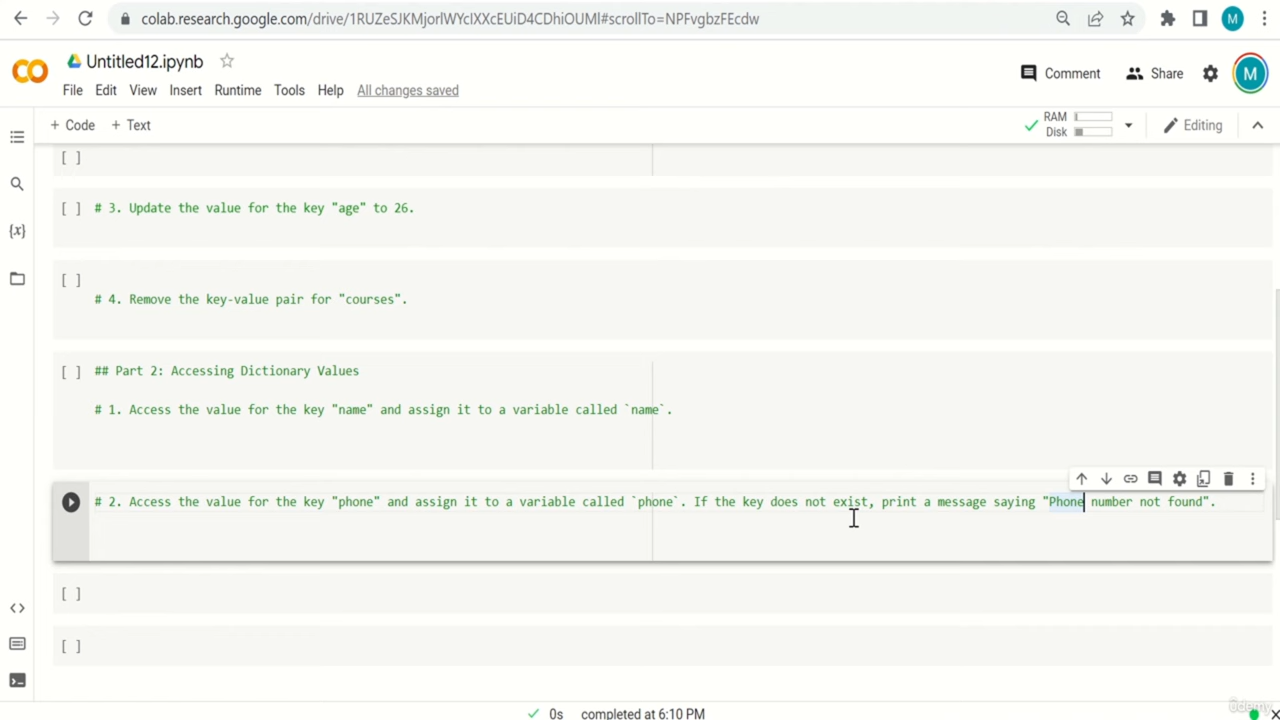 colab.research.google.com/drive/1RUZeSJKMjorlWYcIXXcEUiD4CDhiOUMl#scrollTo=NPFvgbzFEcdw
M
Untitled12.ipynb
Comment
Share
M
File Edit View Insert Runtime Tools Help All changes saved
+ Code + Text
RAM
Disk
Editing
[ ]
[ ] # 3. Update the value for the key "age" to 26.
[ ]
# 4. Remove the key-value pair for "courses".
[ ] ## Part 2: Accessing Dictionary Values
# 1. Access the value for the key "name" and assign it to a variable called `name`.
# 2. Access the value for the key "phone" and assign it to a variable called `phone`. If the key does not exist, print a message saying "Phone number not found".
[ ]
[ ]
0s completed at 6:10 PM
ûdemy